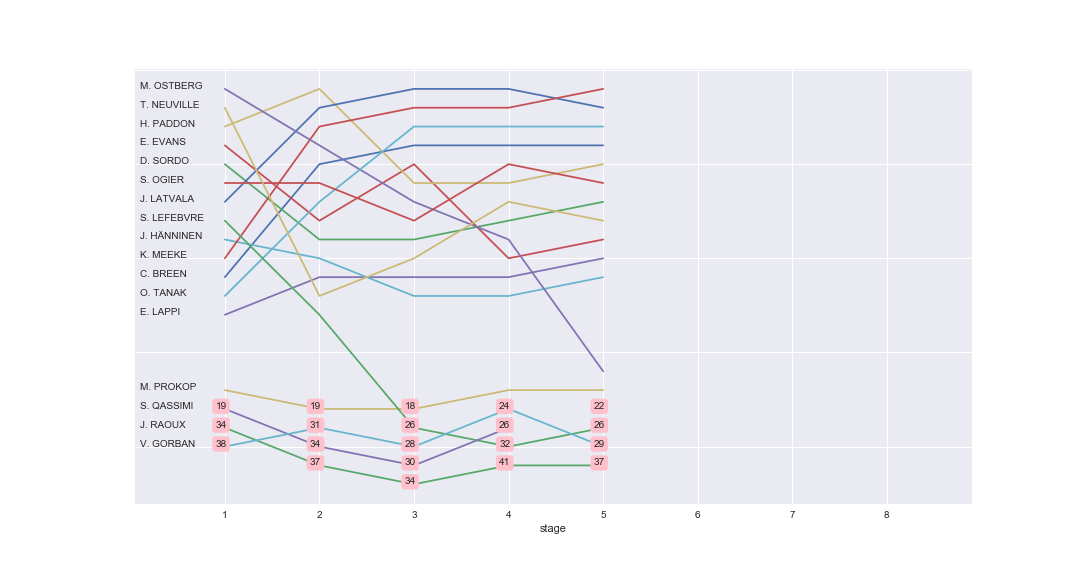 M. OSTBERG
T. NEUVILLE
H. PADDON
E. EVANS
D. SORDO
S. OGIER
J. LATVALA
S. LEFEBVRE
J. HÄNNINEN
K. MEEKE
C. BREEN
O. TANAK
E. LAPPI
M. PROKOP
S. QASSIMI 19 19 18 24 22
J. RAOUX 34 31 26 26 26
V. GORBAN 38 34 28 32 29
37 30 41 37
34
1 2 3 4 5 6 7 8
stage